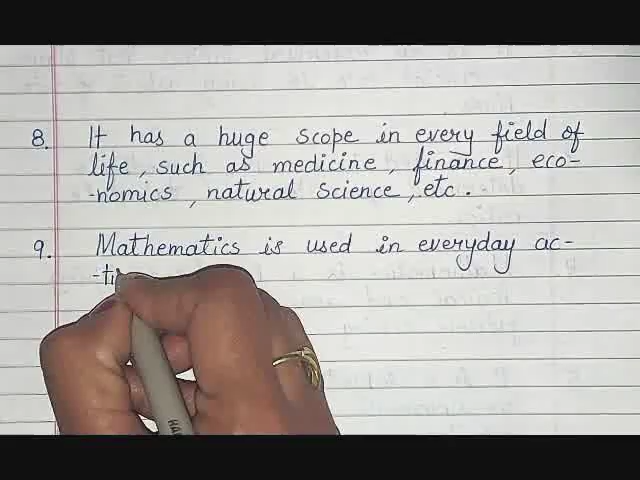 8. It has a huge scope in every field of
life, such as medicine, finance, eco-
-nomics, natural science, etc.
9. Mathematics is used in everyday ac-
-ti